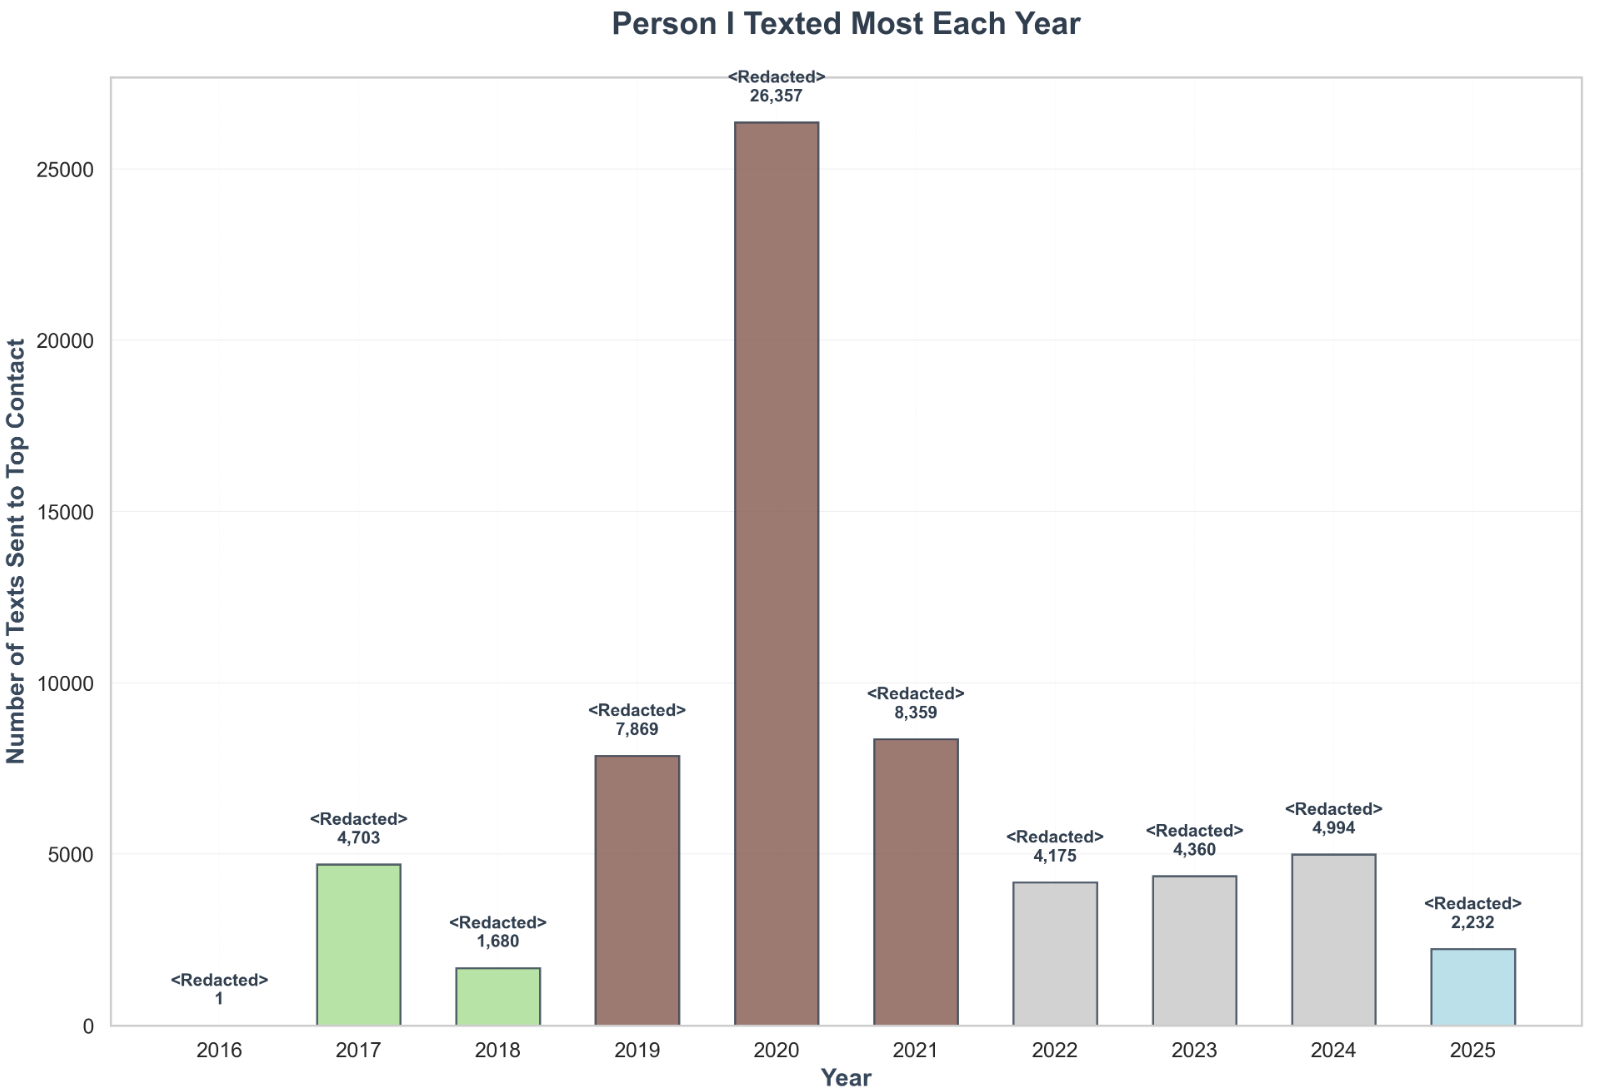 Person I Texted Most Each Year
Number of Texts Sent to Top Contact
25000
20000
15000
10000
5000
0
<Redacted>
1
<Redacted>
4,703
<Redacted>
1,680
<Redacted>
7,869
<Redacted>
26,357
<Redacted>
8,359
<Redacted>
4,175
<Redacted>
4,360
<Redacted>
4,994
<Redacted>
2,232
2016 2017 2018 2019 2020 2021 2022 2023 2024 2025
Year